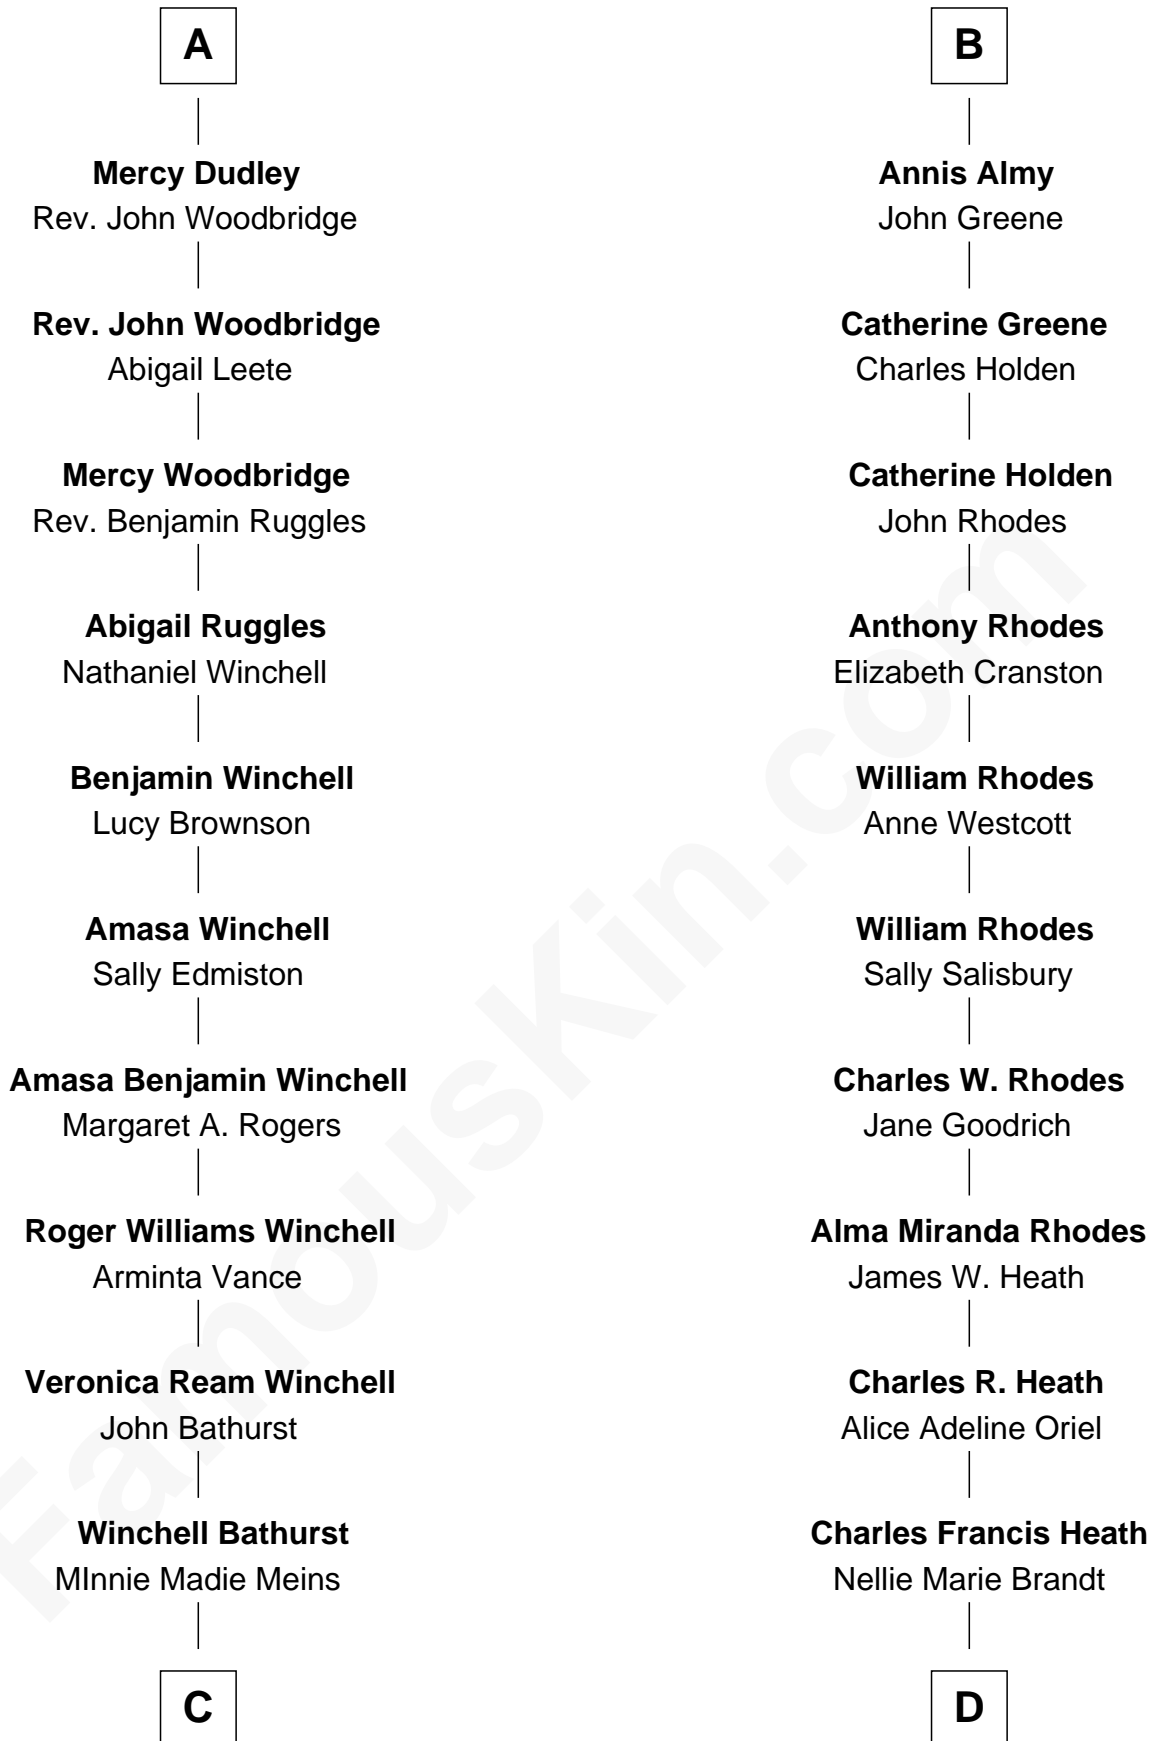 A
Mercy Dudley
Rev. John Woodbridge
Rev. John Woodbridge
Abigail Leete
Mercy Woodbridge
Rev. Benjamin Ruggles
Abigail Ruggles
Nathaniel Winchell
Benjamin Winchell
Lucy Brownson
Amasa Winchell
Sally Edmiston
Amasa Benjamin Winchell
Margaret A. Rogers
Roger Williams Winchell
Arminta Vance
Veronica Ream Winchell
John Bathurst
Winchell Bathurst
MInnie Madie Meins
C
B
Annis Almy
John Greene
Catherine Greene
Charles Holden
Catherine Holden
John Rhodes
Anthony Rhodes
Elizabeth Cranston
William Rhodes
Anne Westcott
William Rhodes
Sally Salisbury
Charles W. Rhodes
Jane Goodrich
Alma Miranda Rhodes
James W. Heath
Charles R. Heath
Alice Adeline Oriel
Charles Francis Heath
Nellie Marie Brandt
D
FamousKin.com